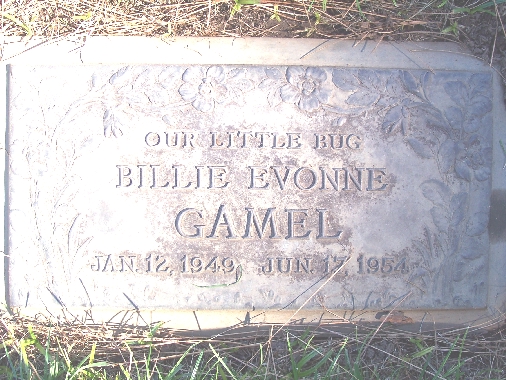 OUR LITTLE BUG
BILLIE EVONNE
GAMEL
JAN. 12, 1949 JUN. 17, 1954